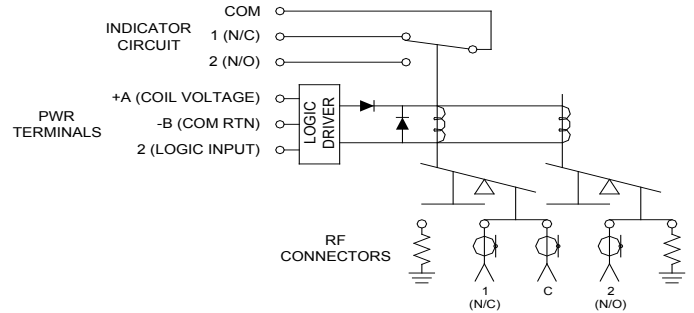 COM
INDICATOR
CIRCUIT
1 (N/C)
2 (N/O)
PWR
TERMINALS
+A (COIL VOLTAGE)
-B (COM RTN)
2 (LOGIC INPUT)
LOGIC
DRIVER
RF
CONNECTORS
1
(N/C)
C
2
(N/O)